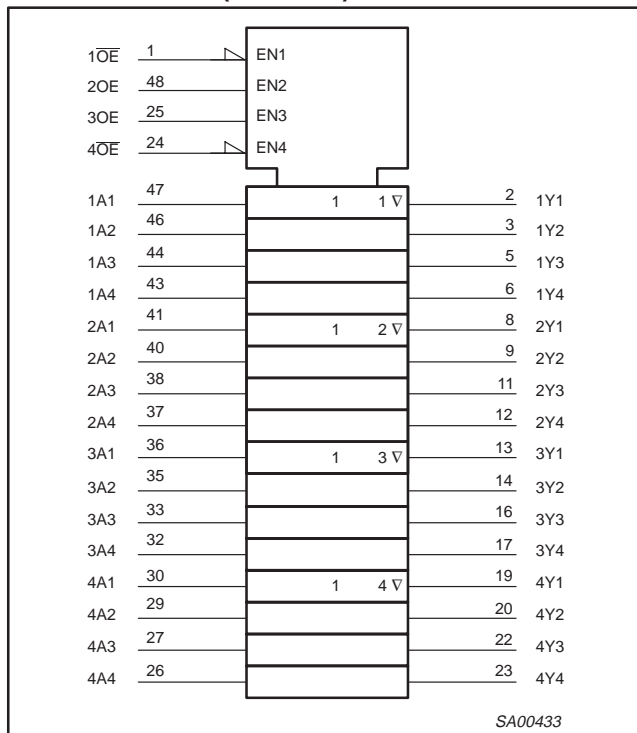 1O̅E̅ 1 EN1
2OE 48 EN2
3OE 25 EN3
4O̅E̅ 24 EN4
1A1 47 1 1 ∇ 2 1Y1
1A2 46 3 1Y2
1A3 44 5 1Y3
1A4 43 6 1Y4
2A1 41 1 2 ∇ 8 2Y1
2A2 40 9 2Y2
2A3 38 11 2Y3
2A4 37 12 2Y4
3A1 36 1 3 ∇ 13 3Y1
3A2 35 14 3Y2
3A3 33 16 3Y3
3A4 32 17 3Y4
4A1 30 1 4 ∇ 19 4Y1
4A2 29 20 4Y2
4A3 27 22 4Y3
4A4 26 23 4Y4
SA00433